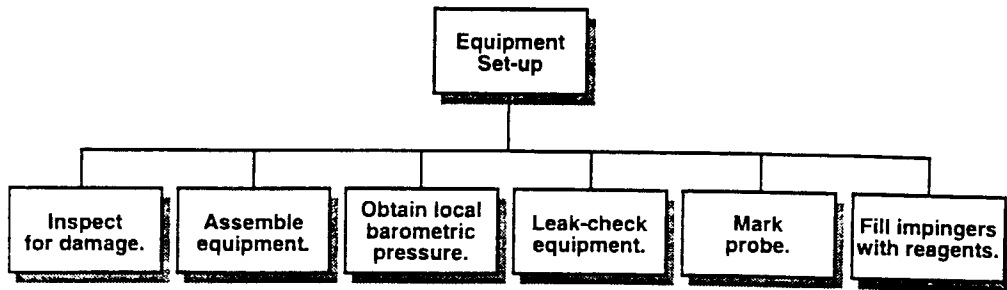 Equipment
Set-up
Inspect
for damage.
Assemble
equipment.
Obtain local
barometric
pressure.
Leak-check
equipment.
Mark
probe.
Fill impingers
with reagents.